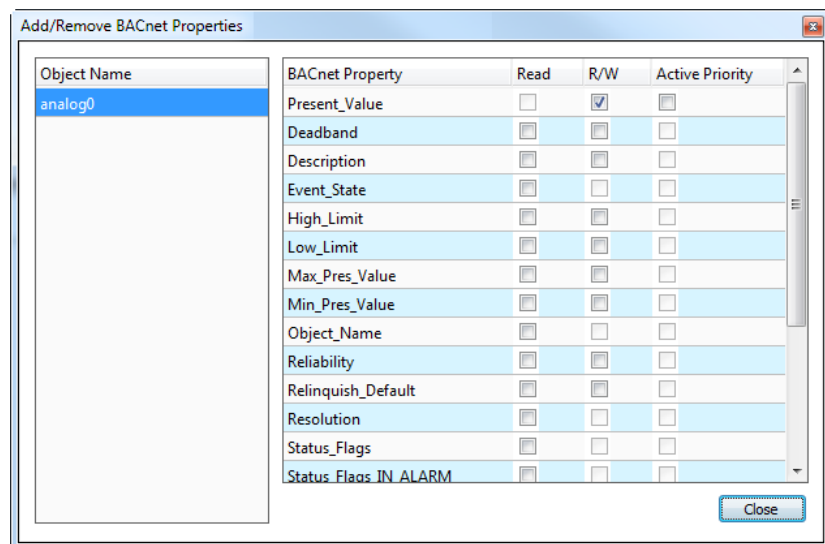 Add/Remove BACnet Properties
Object Name
analog0
BACnet Property Read R/W Active Priority
Present_Value
Deadband
Description
Event_State
High_Limit
Low_Limit
Max_Pres_Value
Min_Pres_Value
Object_Name
Reliability
Relinquish_Default
Resolution
Status_Flags
Status_Flags_IN_ALARM
Close